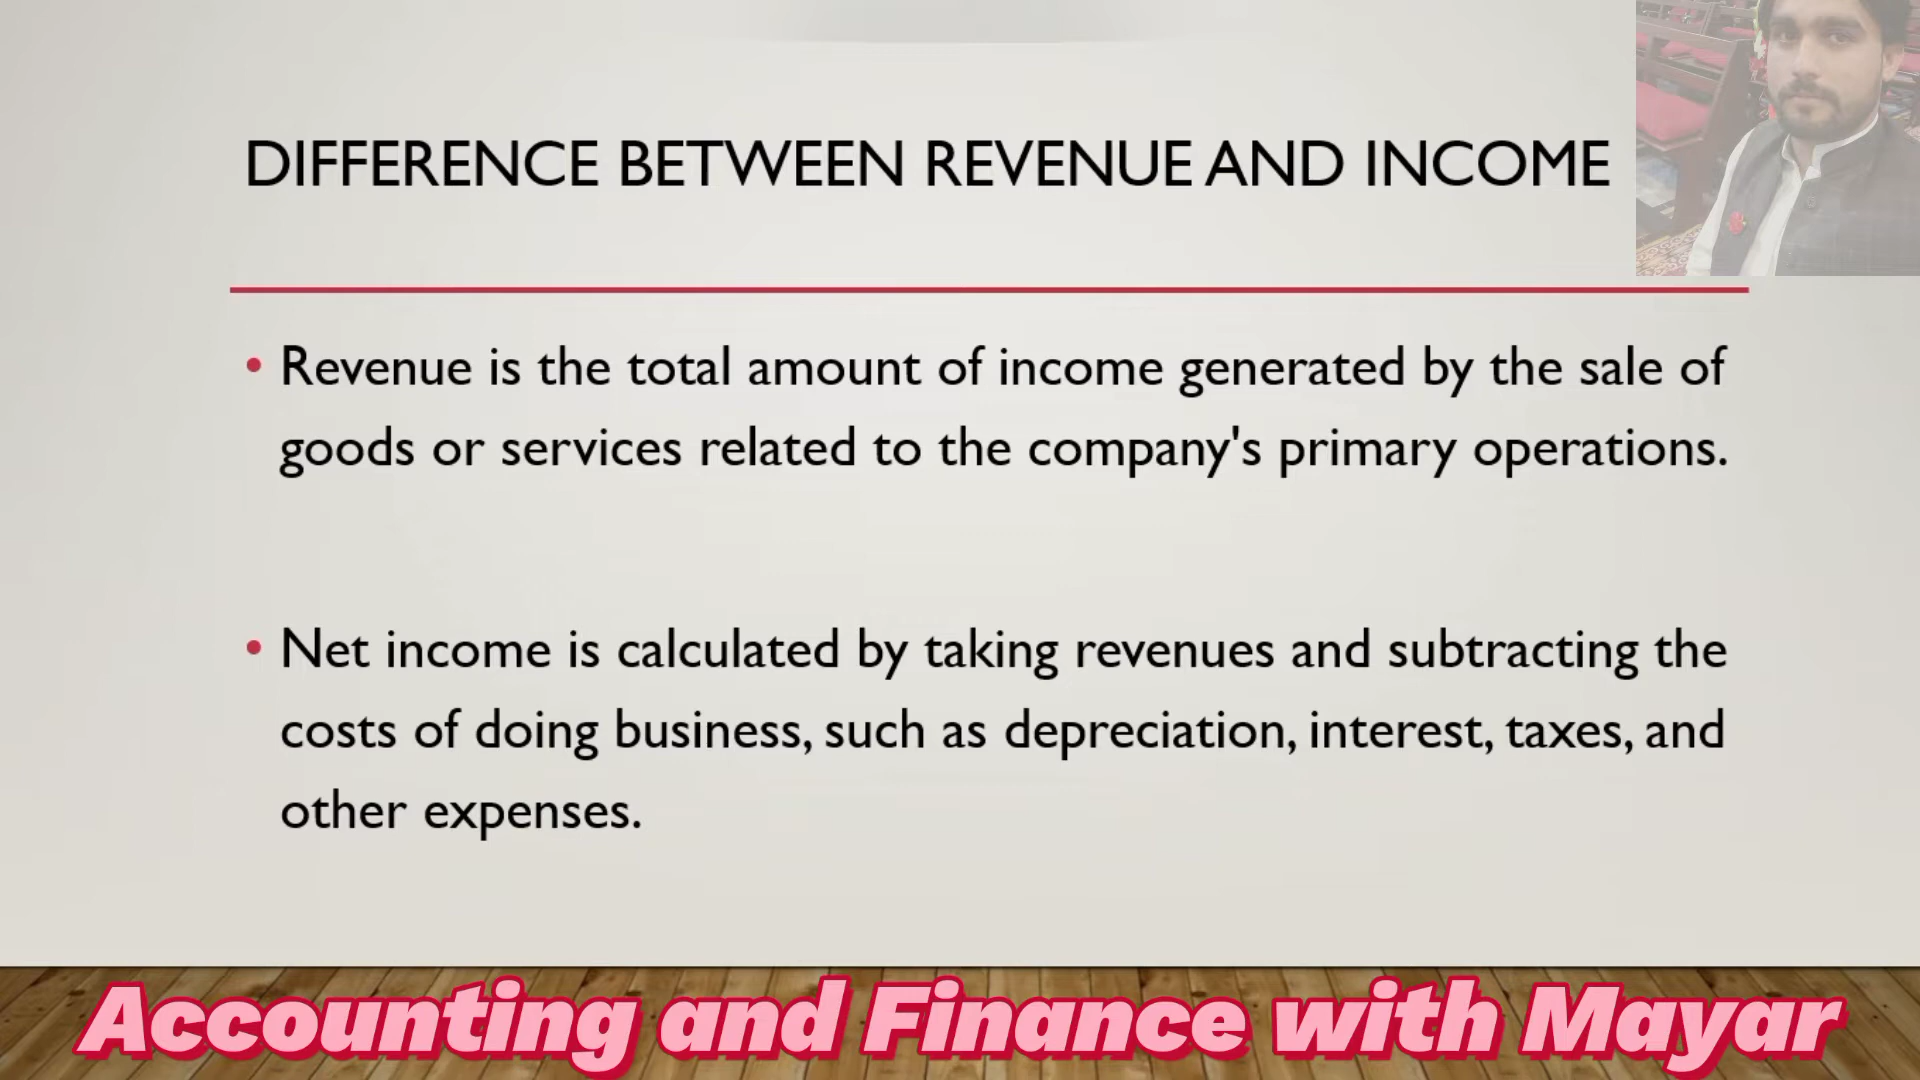 DIFFERENCE BETWEEN REVENUE AND INCOME
• Revenue is the total amount of income generated by the sale of
goods or services related to the company's primary operations.
• Net income is calculated by taking revenues and subtracting the
costs of doing business, such as depreciation, interest, taxes, and
other expenses.
Accounting and Finance with Mayar